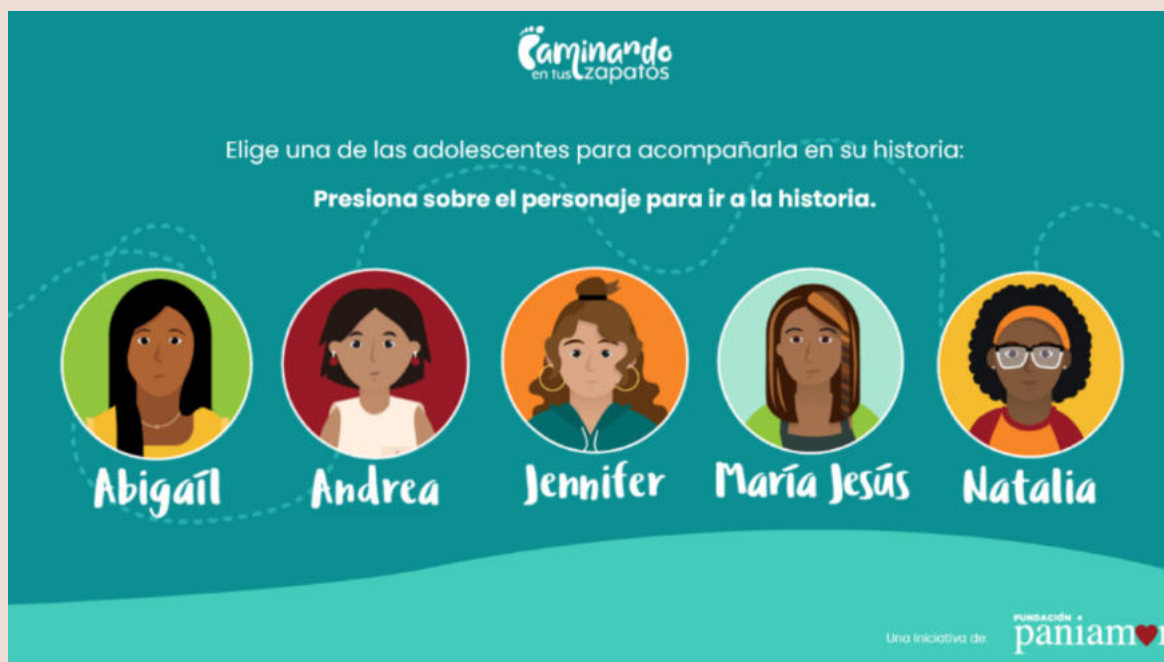 Caminando
en tus zapatos
Elige una de las adolescentes para acompañarla en su historia:
Presiona sobre el personaje para ir a la historia.
Abigaíl
Andrea
Jennifer
María Jesús
Natalia
Una Iniciativa de:
FUNDACIÓN